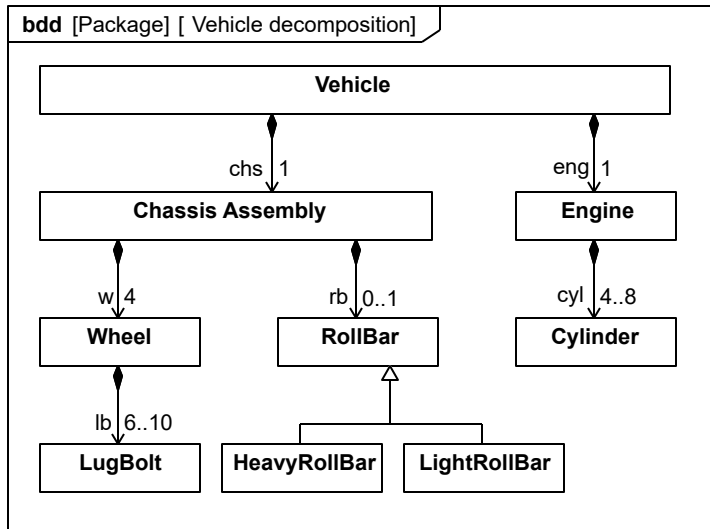 bdd [Package] [ Vehicle decomposition]
Vehicle
chs 1
eng 1
Chassis Assembly
Engine
w 4
rb 0..1
cyl 4..8
Wheel
RollBar
Cylinder
lb 6..10
LugBolt
HeavyRollBar
LightRollBar